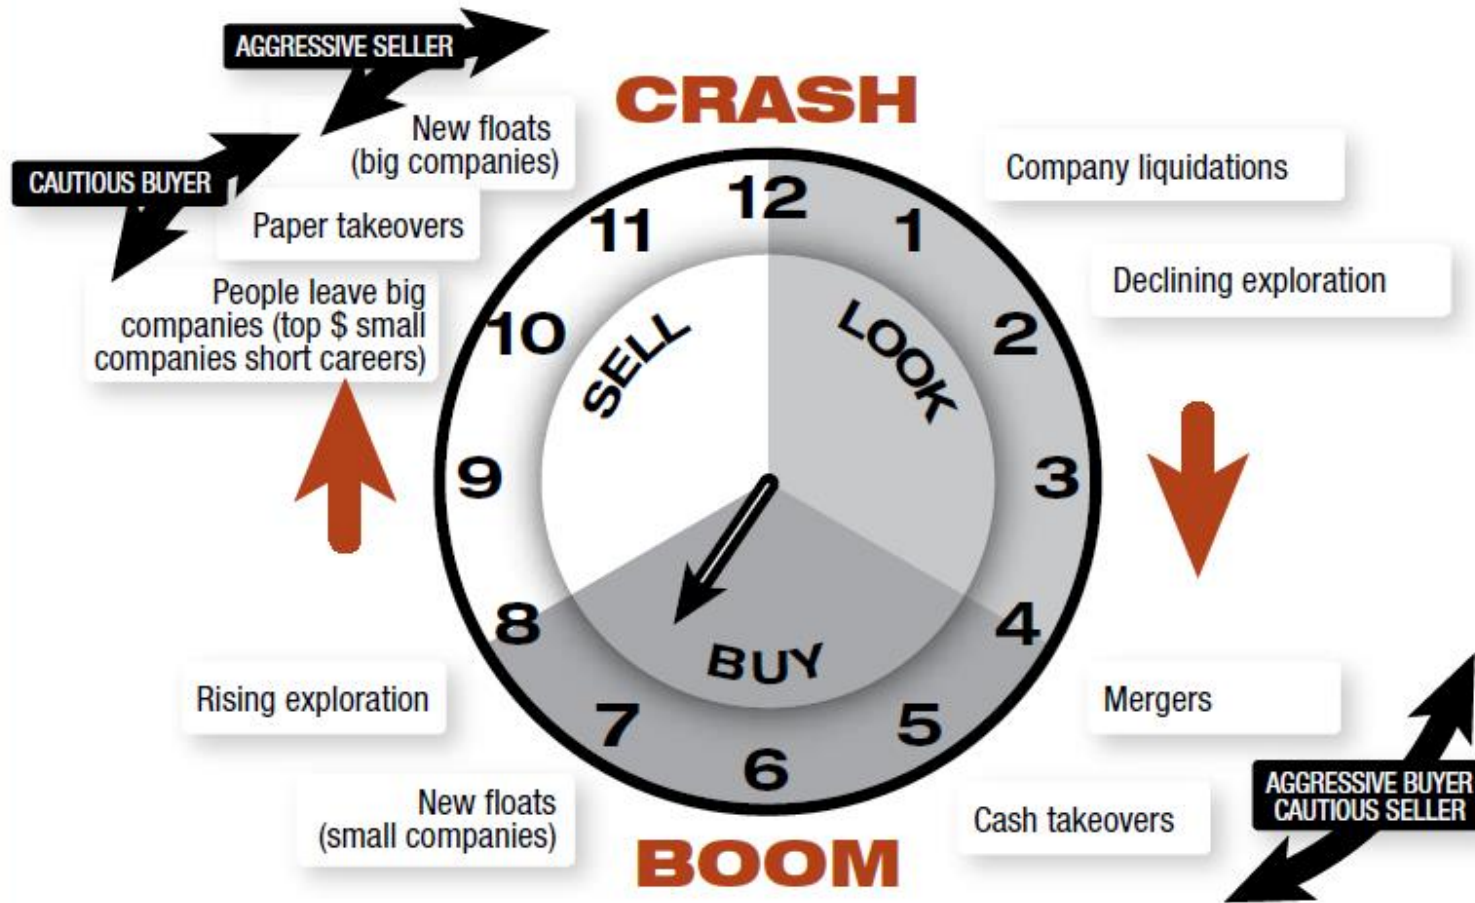 AGGRESSIVE SELLER
CRASH
New floats
(big companies)
CAUTIOUS BUYER
Paper takeovers
People leave big
companies (top $ small
companies short careers)
Company liquidations
Declining exploration
12
1
2
3
4
5
6
7
8
9
10
11
SELL
LOOK
BUY
Rising exploration
New floats
(small companies)
BOOM
Mergers
Cash takeovers
AGGRESSIVE BUYER
CAUTIOUS SELLER